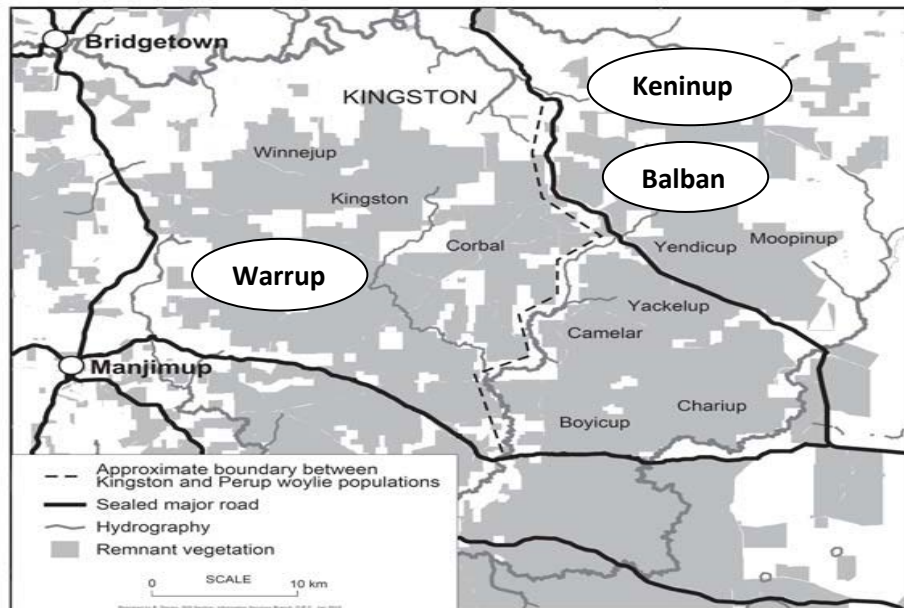 Bridgetown
Keninup
KINGSTON
Winnejup
Balban
Kingston
Corbal
Yendicup
Moopinup
Warrup
Yackelup
Camelar
Manjimup
Boyicup
Chariup
Approximate boundary between
Kingston and Perup woylie populations
Sealed major road
Hydrography
Remnant vegetation
SCALE
0 10 km